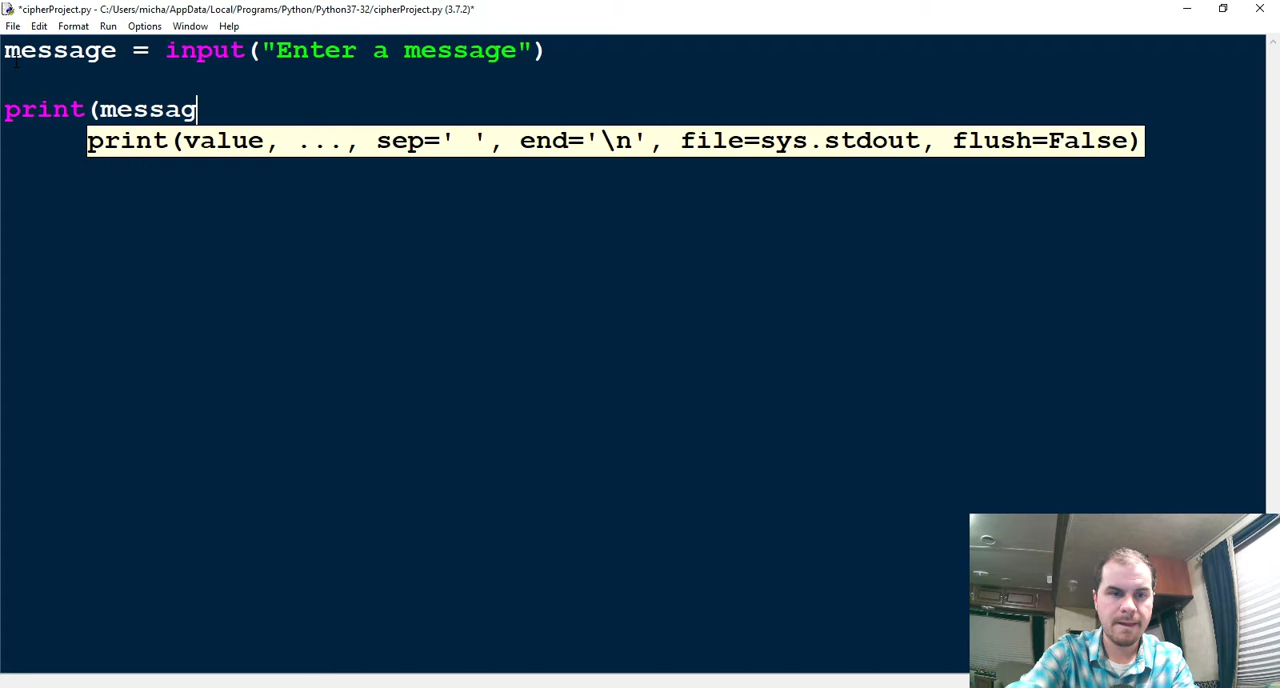 *cipherProject.py - C:/Users/micha/AppData/Local/Programs/Python/Python37-32/cipherProject.py (3.7.2)*
File Edit Format Run Options Window Help
message = input("Enter a message")
print(messag
print(value, ..., sep=' ', end='\n', file=sys.stdout, flush=False)